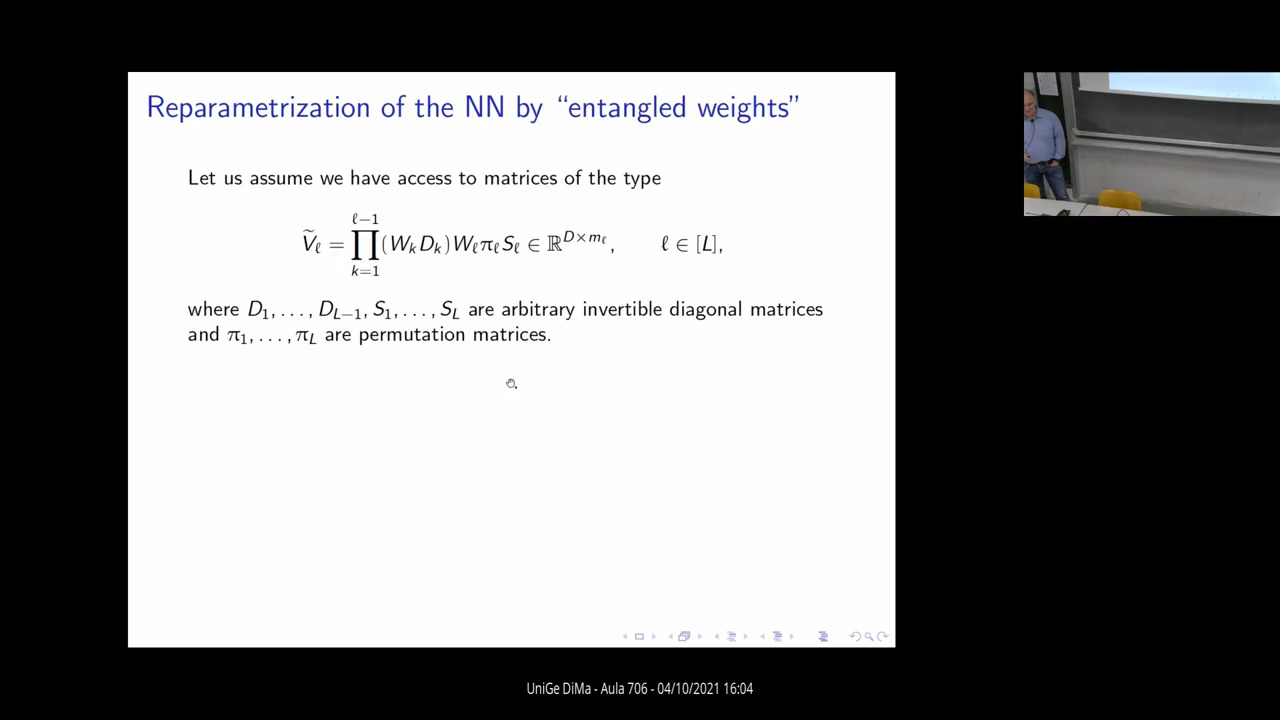 Reparametrization of the NN by “entangled weights”
Let us assume we have access to matrices of the type
Ṽ_ℓ = ∏_{k=1}^{ℓ−1} (W_k D_k) W_ℓ π_ℓ S_ℓ ∈ ℝ^{D×m_ℓ}, ℓ ∈ [L],
where D_1, . . . , D_{L−1}, S_1, . . . , S_L are arbitrary invertible diagonal matrices
and π_1, . . . , π_L are permutation matrices.
UniGe DiMa - Aula 706 - 04/10/2021 16:04